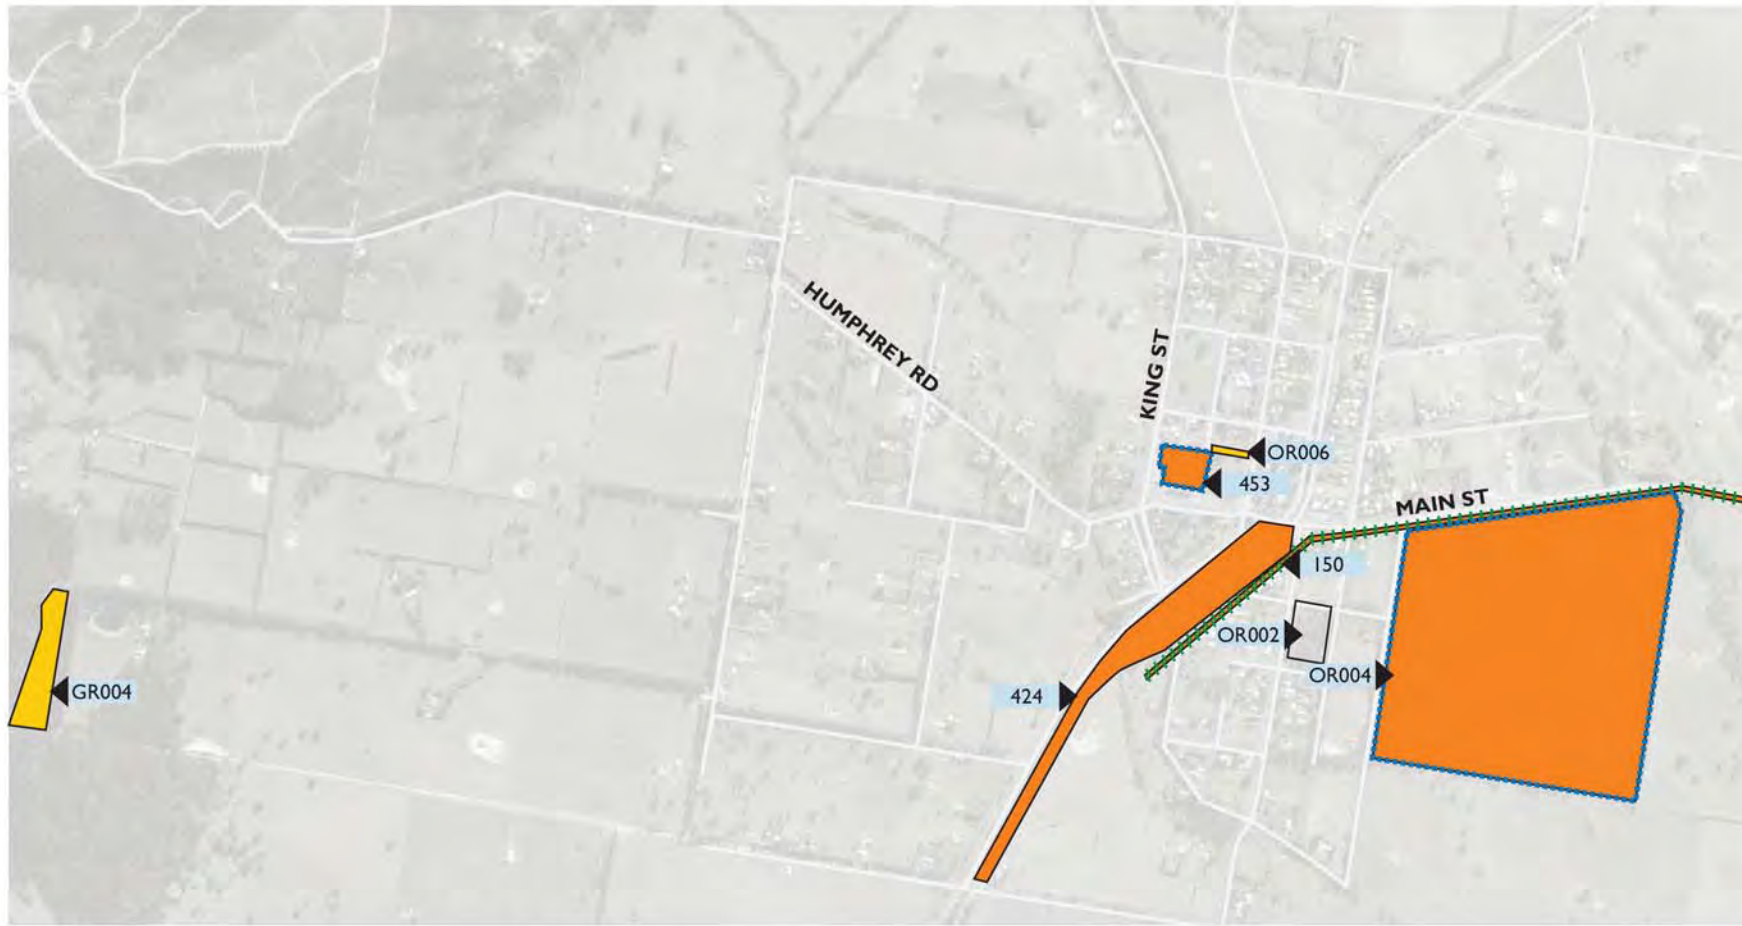 HUMPHREY RD
KING ST
OR006
453
MAIN ST
150
OR002
OR004
GR004
424